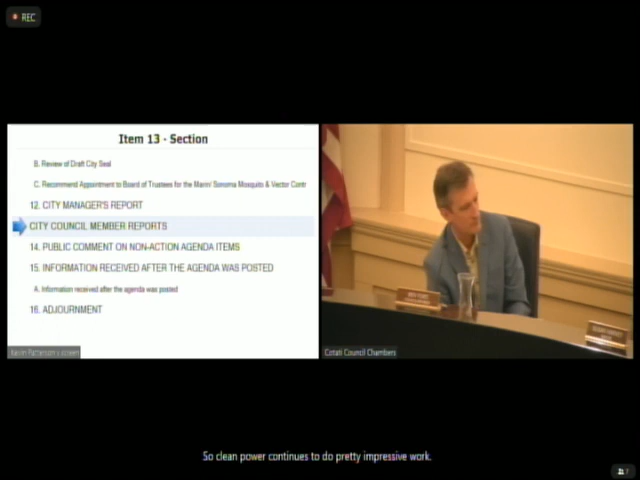 REC
Item 13 - Section
B. Review of Draft City Seal
C. Recommend Appointment to Board of Trustees for the Marin/ Sonoma Mosquito & Vector Contr
12. CITY MANAGER'S REPORT
CITY COUNCIL MEMBER REPORTS
14. PUBLIC COMMENT ON NON-ACTION AGENDA ITEMS
15. INFORMATION RECEIVED AFTER THE AGENDA WAS POSTED
A. Information received after the agenda was posted
16. ADJOURNMENT
Kevin Patterson's screen
Cotati Council Chambers
So clean power continues to do pretty impressive work.
7